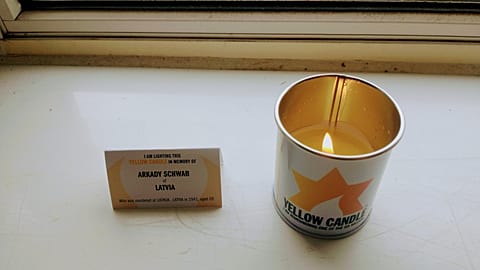 I AM LIGHTING THIS
YELLOW CANDLE IN MEMORY OF
ARKADY SCHWAB
of
LATVIA
Who was murdered at LIEPAJA, LATVIA in 1941, aged
YELLOW CANDLE